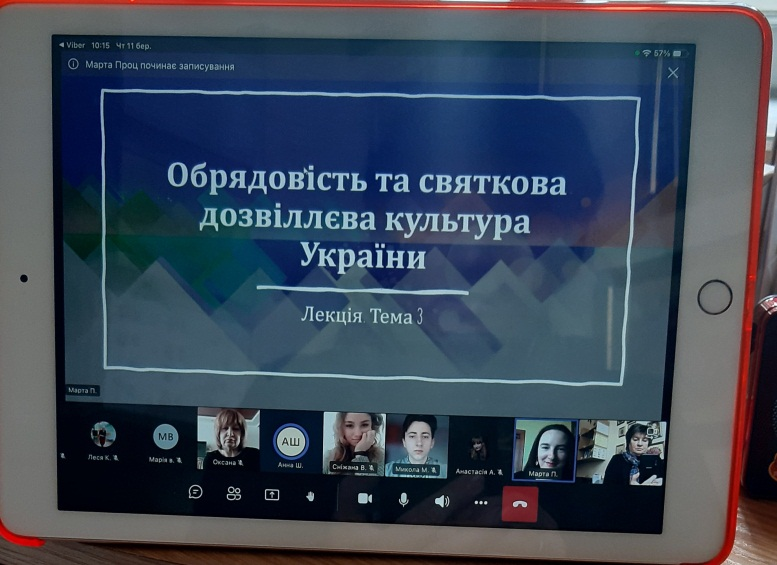 Viber 10:15 Чт 11 бер.
57%
Марта Проц починає записування
Обрядовість та святкова
дозвіллєва культура
України
Лекція. Тема 3
Марта П.
Леся К.
МВ
Марія в.
Оксана
АШ
Анна Ш.
Сніжана В.
Микола М.
Анастасія А.
Марта П.